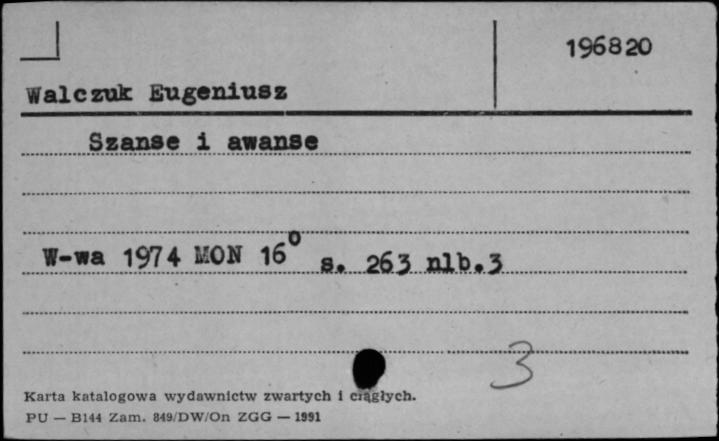 196820
Walczuk Eugeniusz
Szanse i awanse
W-wa 1974 MON 16° s. 263 nlb.3
3
Karta katalogowa wydawnictw zwartych i ciągłych.
PU — B144 Zam. 849/DW/On ZGG — 1991